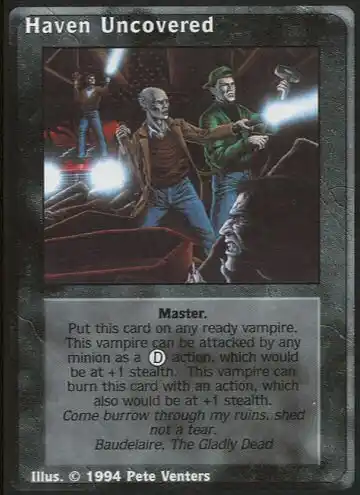 Haven Uncovered
Master.
Put this card on any ready vampire.
This vampire can be attacked by any
minion as a Ⓓ action, which would
be at +1 stealth. This vampire can
burn this card with an action, which
also would be at +1 stealth.
Come burrow through my ruins, shed
not a tear.
Baudelaire, The Gladly Dead
Illus. © 1994 Pete Venters